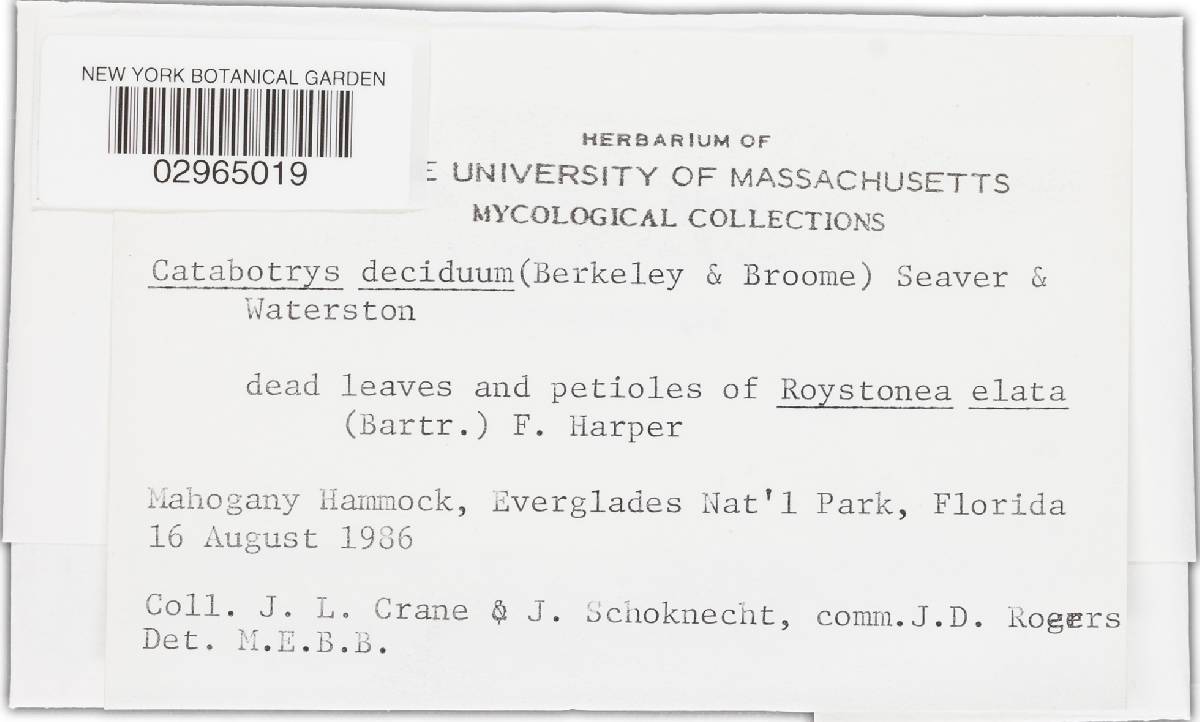 NEW YORK BOTANICAL GARDEN
02965019
HERBARIUM OF
E UNIVERSITY OF MASSACHUSETTS
MYCOLOGICAL COLLECTIONS
Catabotrys deciduum(Berkeley & Broome) Seaver &
Waterston
dead leaves and petioles of Roystonea elata
(Bartr.) F. Harper
Mahogany Hammock, Everglades Nat'l Park, Florida
16 August 1986
Coll. J. L. Crane & J. Schoknecht, comm.J.D. Rogers
Det. M.E.B.B.